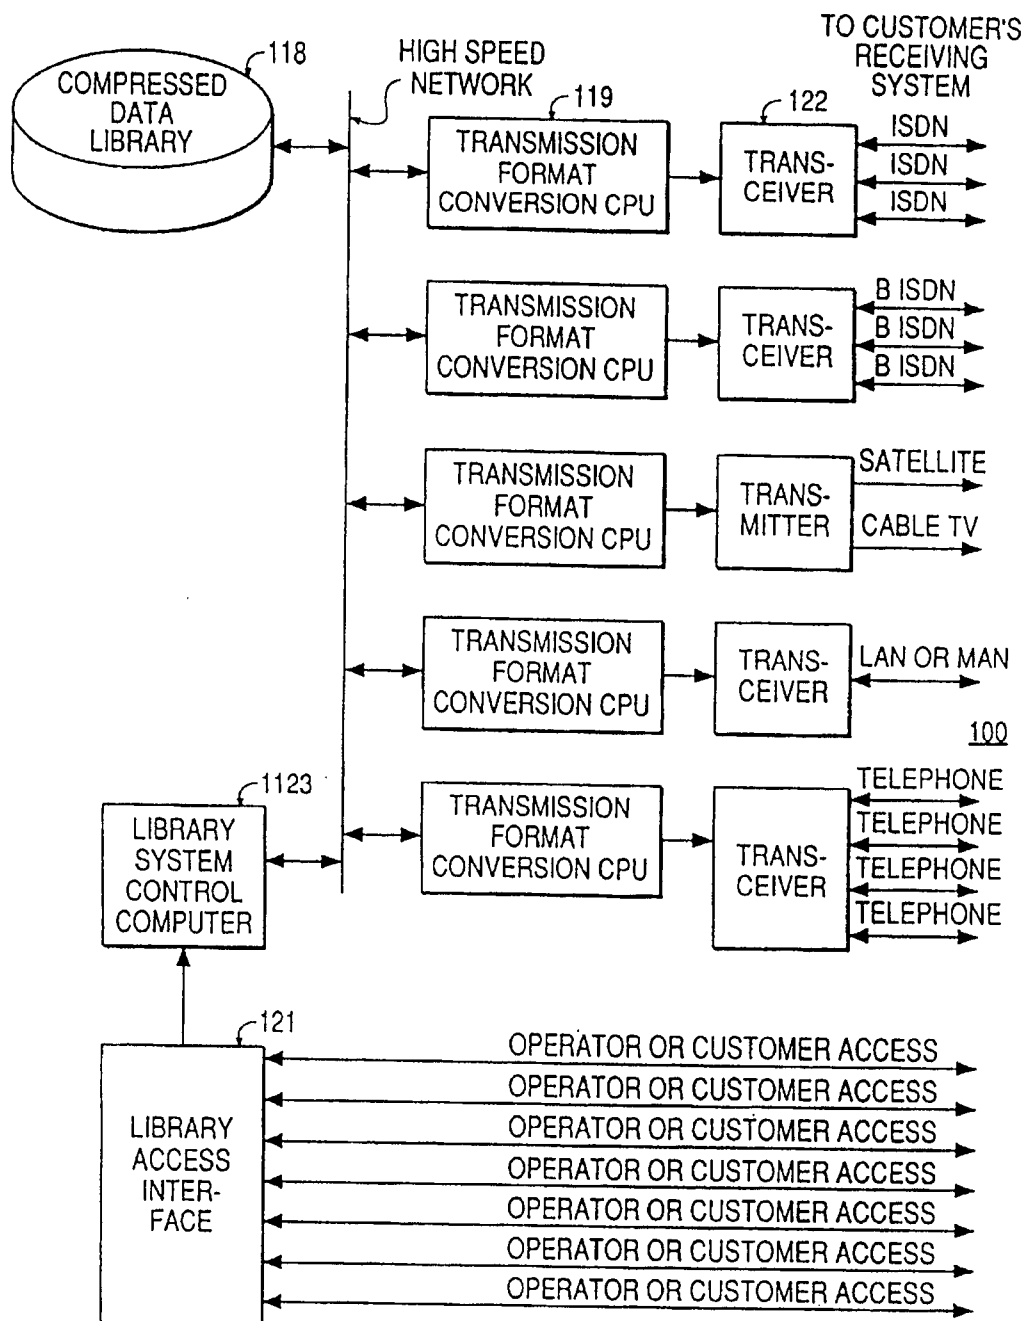 118
COMPRESSED
DATA
LIBRARY
HIGH SPEED
NETWORK
TO CUSTOMER'S
RECEIVING
SYSTEM
119
TRANSMISSION
FORMAT
CONVERSION CPU
122
TRANS-
CEIVER
ISDN
ISDN
ISDN
TRANSMISSION
FORMAT
CONVERSION CPU
TRANS-
CEIVER
B ISDN
B ISDN
B ISDN
TRANSMISSION
FORMAT
CONVERSION CPU
TRANS-
MITTER
SATELLITE
CABLE TV
TRANSMISSION
FORMAT
CONVERSION CPU
TRANS-
CEIVER
LAN OR MAN
100
1123
LIBRARY
SYSTEM
CONTROL
COMPUTER
TRANSMISSION
FORMAT
CONVERSION CPU
TRANS-
CEIVER
TELEPHONE
TELEPHONE
TELEPHONE
TELEPHONE
121
LIBRARY
ACCESS
INTER-
FACE
OPERATOR OR CUSTOMER ACCESS
OPERATOR OR CUSTOMER ACCESS
OPERATOR OR CUSTOMER ACCESS
OPERATOR OR CUSTOMER ACCESS
OPERATOR OR CUSTOMER ACCESS
OPERATOR OR CUSTOMER ACCESS
OPERATOR OR CUSTOMER ACCESS